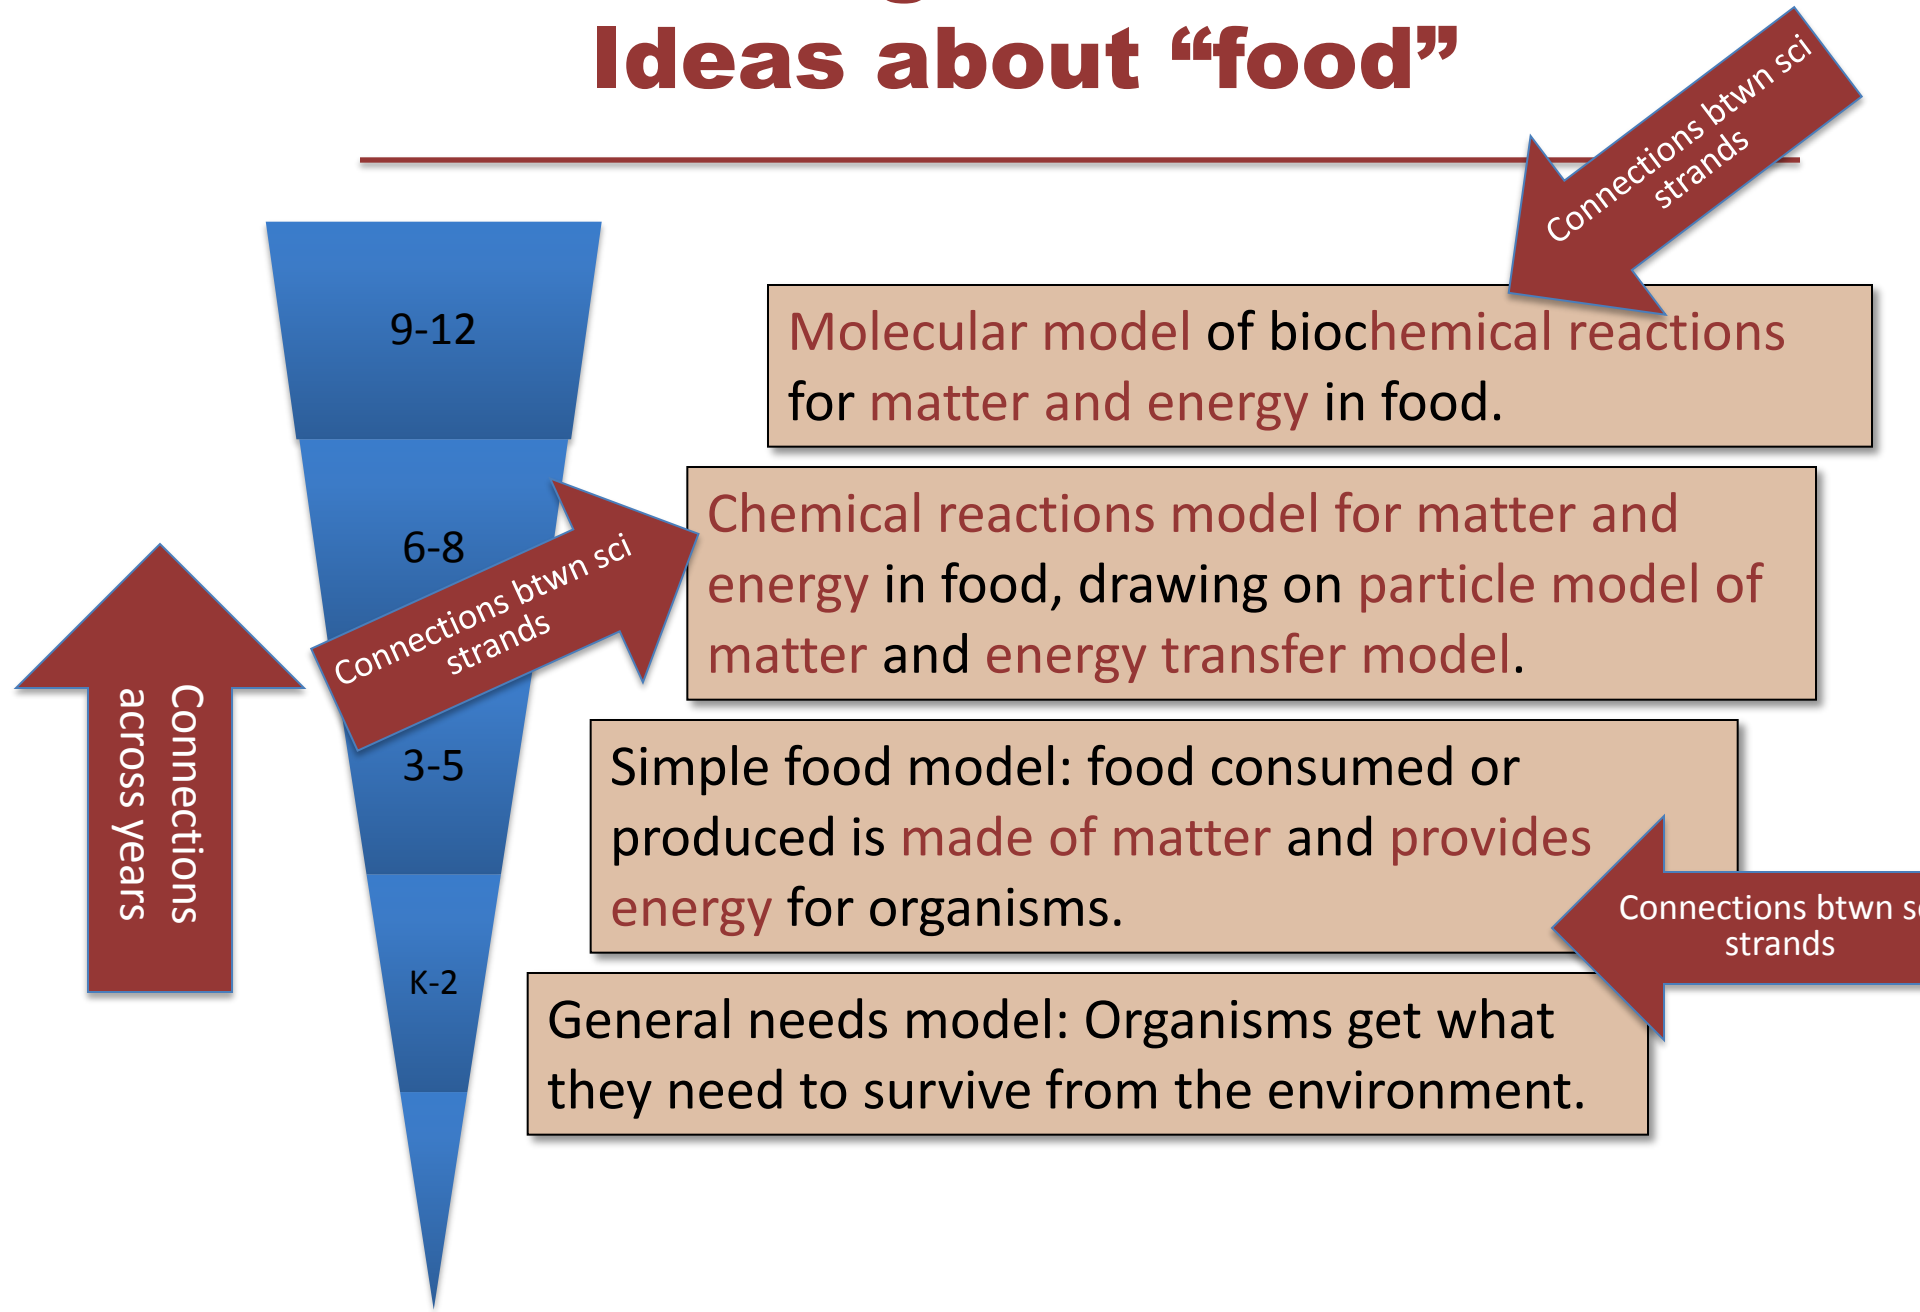 Ideas about “food”
Connections btwn sci
strands
9-12
Molecular model of biochemical reactions
for matter and energy in food.
6-8
Connections btwn sci
strands
Chemical reactions model for matter and
energy in food, drawing on particle model of
matter and energy transfer model.
Connections
across years
3-5
Simple food model: food consumed or
produced is made of matter and provides
energy for organisms.
Connections btwn
strands
K-2
General needs model: Organisms get what
they need to survive from the environment.